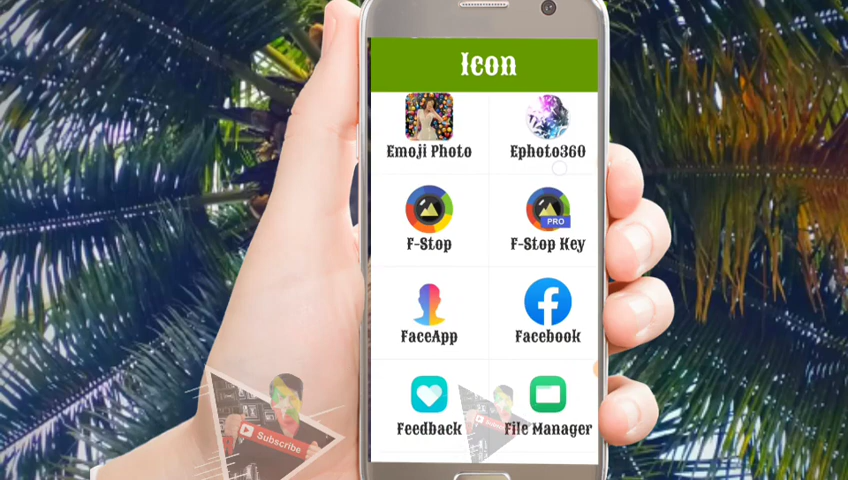 Icon
Emoji Photo
Ephoto360
F-Stop
PRO
F-Stop Key
FaceApp
Facebook
Feedback
File Manager
Subscribe